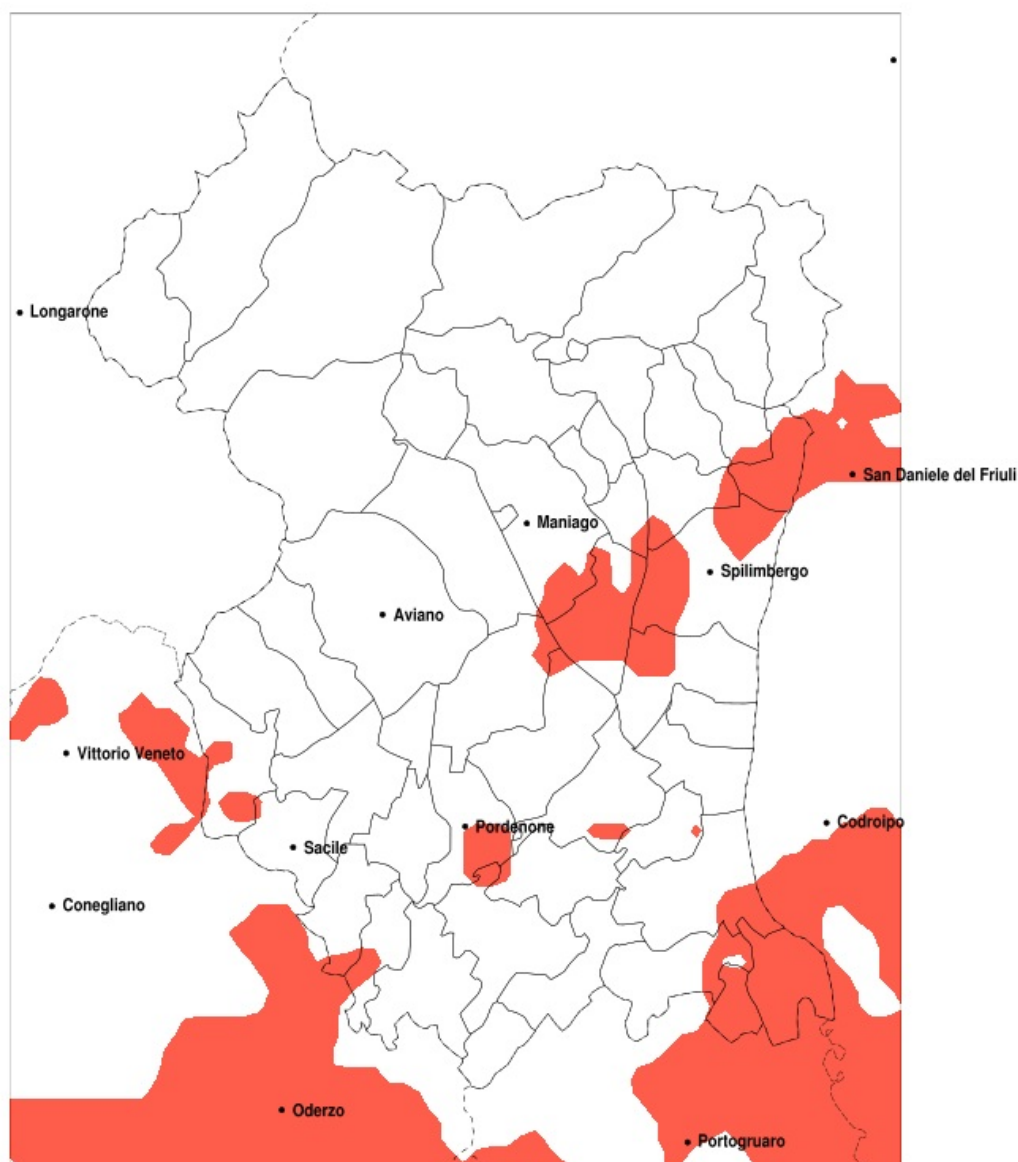 Longarone
San Daniele del Friuli
Maniago
Spilimbergo
Aviano
Vittorio Veneto
Codroipo
Pordenone
Sacile
Conegliano
Oderzo
Portogruaro